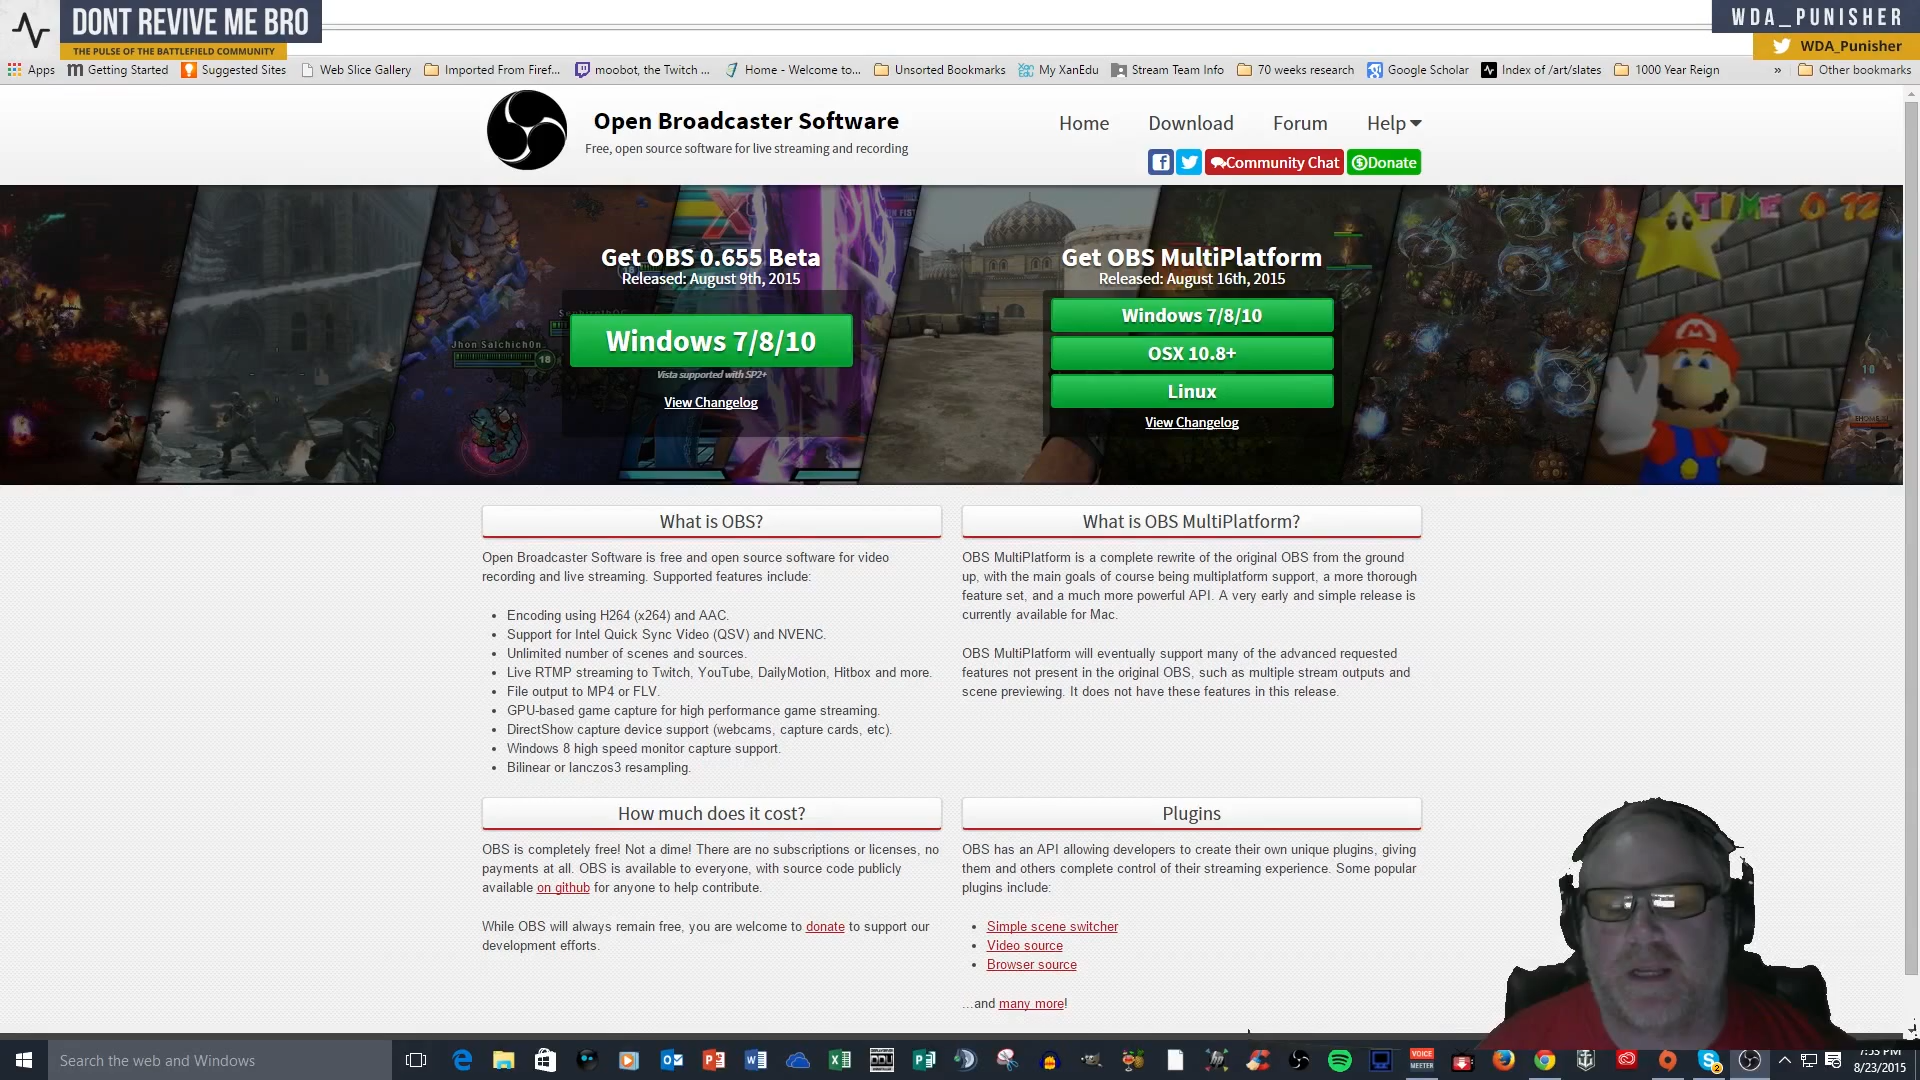 DONT REVIVE ME BRO
THE PULSE OF THE BATTLEFIELD COMMUNITY
WDA_PUNISHER
WDA_Punisher
Apps
Getting Started
Suggested Sites
Web Slice Gallery
Imported From Firef...
moobot, the Twitch ...
Home - Welcome to...
Unsorted Bookmarks
My XanEdu
Stream Team Info
70 weeks research
Google Scholar
Index of /art/slates
1000 Year Reign
»
Other bookmarks
Open Broadcaster Software
Free, open source software for live streaming and recording
Home
Download
Forum
Help
Community Chat
Donate
Get OBS 0.655 Beta
Released: August 9th, 2015
Windows 7/8/10
Vista supported with SP2+
View Changelog
Jhon Salchich0n
18
Get OBS MultiPlatform
Released: August 16th, 2015
Windows 7/8/10
OSX 10.8+
Linux
View Changelog
TIME 0 12
10
What is OBS?
Open Broadcaster Software is free and open source software for video
recording and live streaming. Supported features include:
• Encoding using H264 (x264) and AAC.
• Support for Intel Quick Sync Video (QSV) and NVENC.
• Unlimited number of scenes and sources.
• Live RTMP streaming to Twitch, YouTube, DailyMotion, Hitbox and more.
• File output to MP4 or FLV.
• GPU-based game capture for high performance game streaming.
• DirectShow capture device support (webcams, capture cards, etc).
• Windows 8 high speed monitor capture support.
• Bilinear or lanczos3 resampling.
What is OBS MultiPlatform?
OBS MultiPlatform is a complete rewrite of the original OBS from the ground
up, with the main goals of course being multiplatform support, a more thorough
feature set, and a much more powerful API. A very early and simple release is
currently available for Mac.
OBS MultiPlatform will eventually support many of the advanced requested
features not present in the original OBS, such as multiple stream outputs and
scene previewing. It does not have these features in this release.
How much does it cost?
OBS is completely free! Not a dime! There are no subscriptions or licenses, no
payments at all. OBS is available to everyone, with source code publicly
available on github for anyone to help contribute.
While OBS will always remain free, you are welcome to donate to support our
development efforts.
Plugins
OBS has an API allowing developers to create their own unique plugins, giving
them and others complete control of their streaming experience. Some popular
plugins include:
• Simple scene switcher
• Video source
• Browser source
...and many more!
Search the web and Windows
VOICE
MEETER
2
7:53 PM
8/23/2015